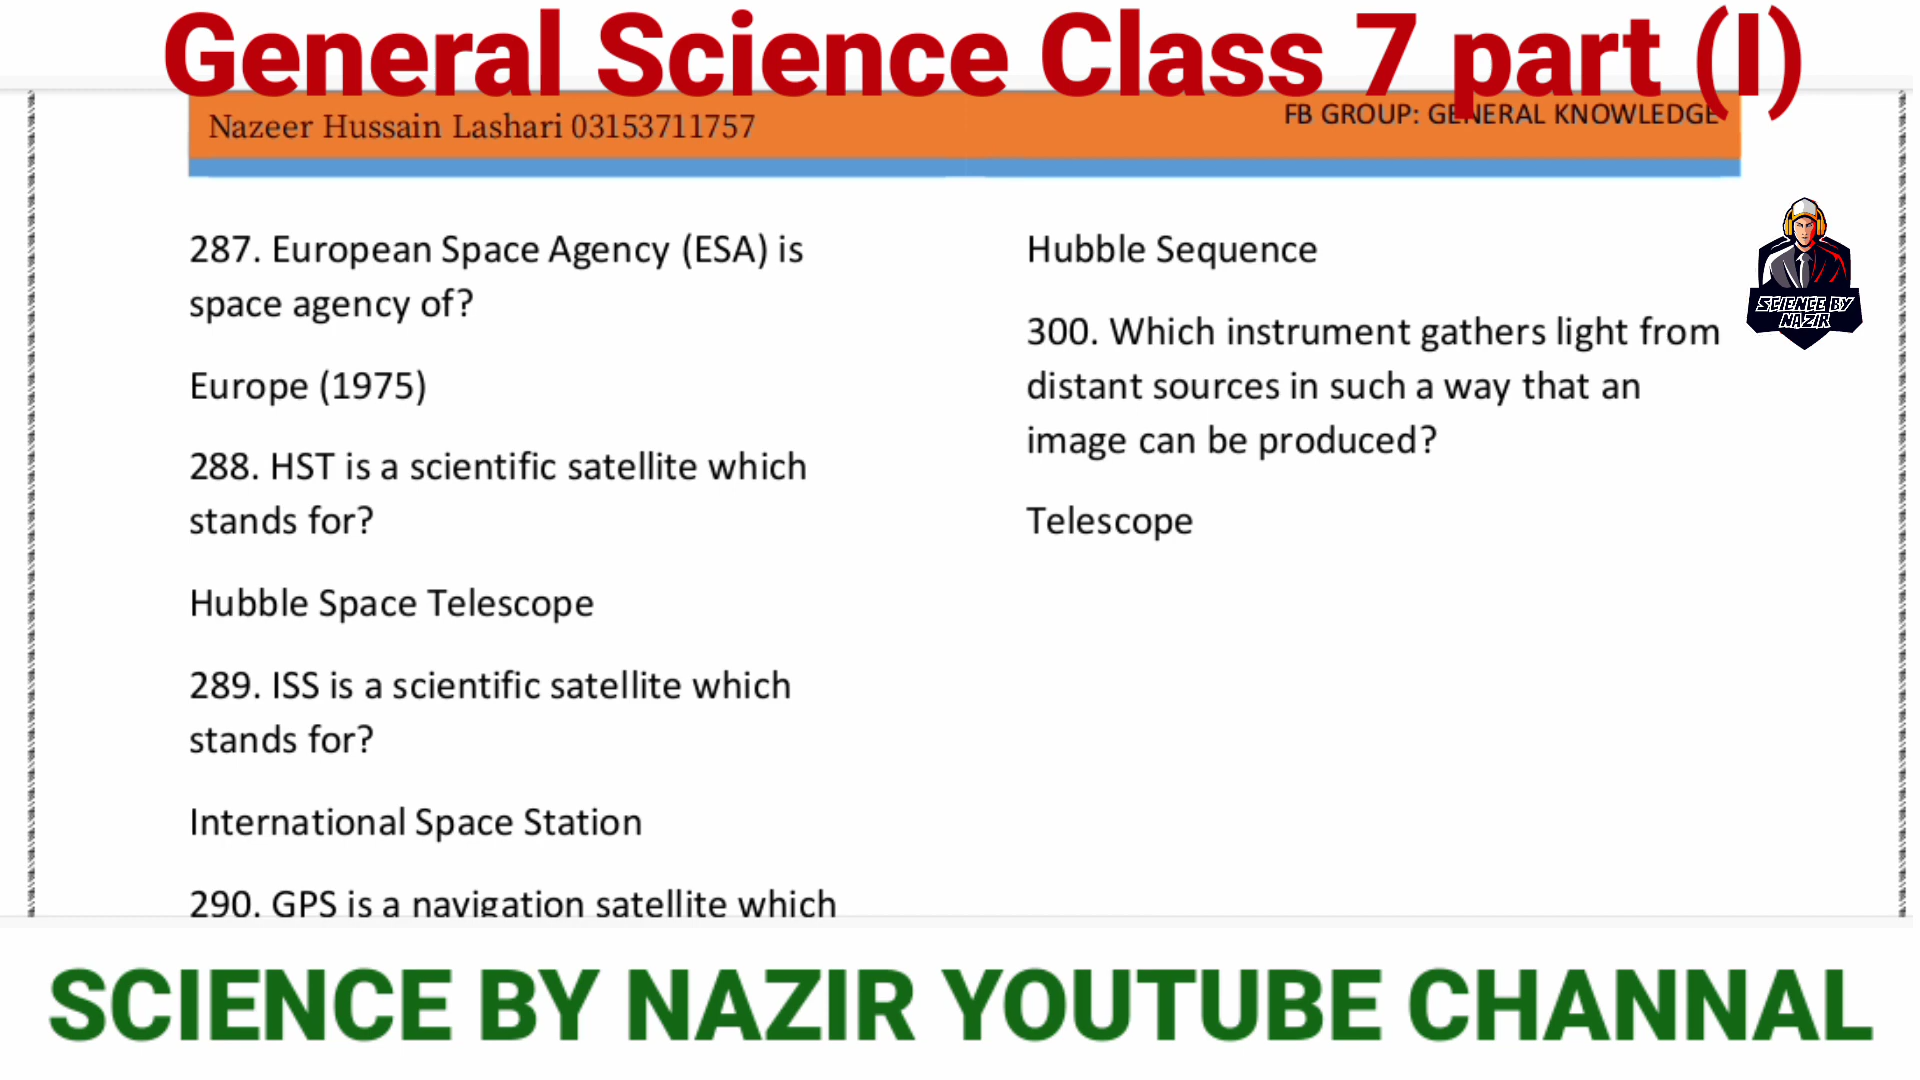 General Science Class 7 part (I)
Nazeer Hussain Lashari 03153711757
FB GROUP: GENERAL KNOWLEDGE
287. European Space Agency (ESA) is
space agency of?
Europe (1975)
288. HST is a scientific satellite which
stands for?
Hubble Space Telescope
289. ISS is a scientific satellite which
stands for?
International Space Station
290. GPS is a navigation satellite which
Hubble Sequence
300. Which instrument gathers light from
distant sources in such a way that an
image can be produced?
Telescope
SCIENCE BY
NAZIR
SCIENCE BY NAZIR YOUTUBE CHANNAL